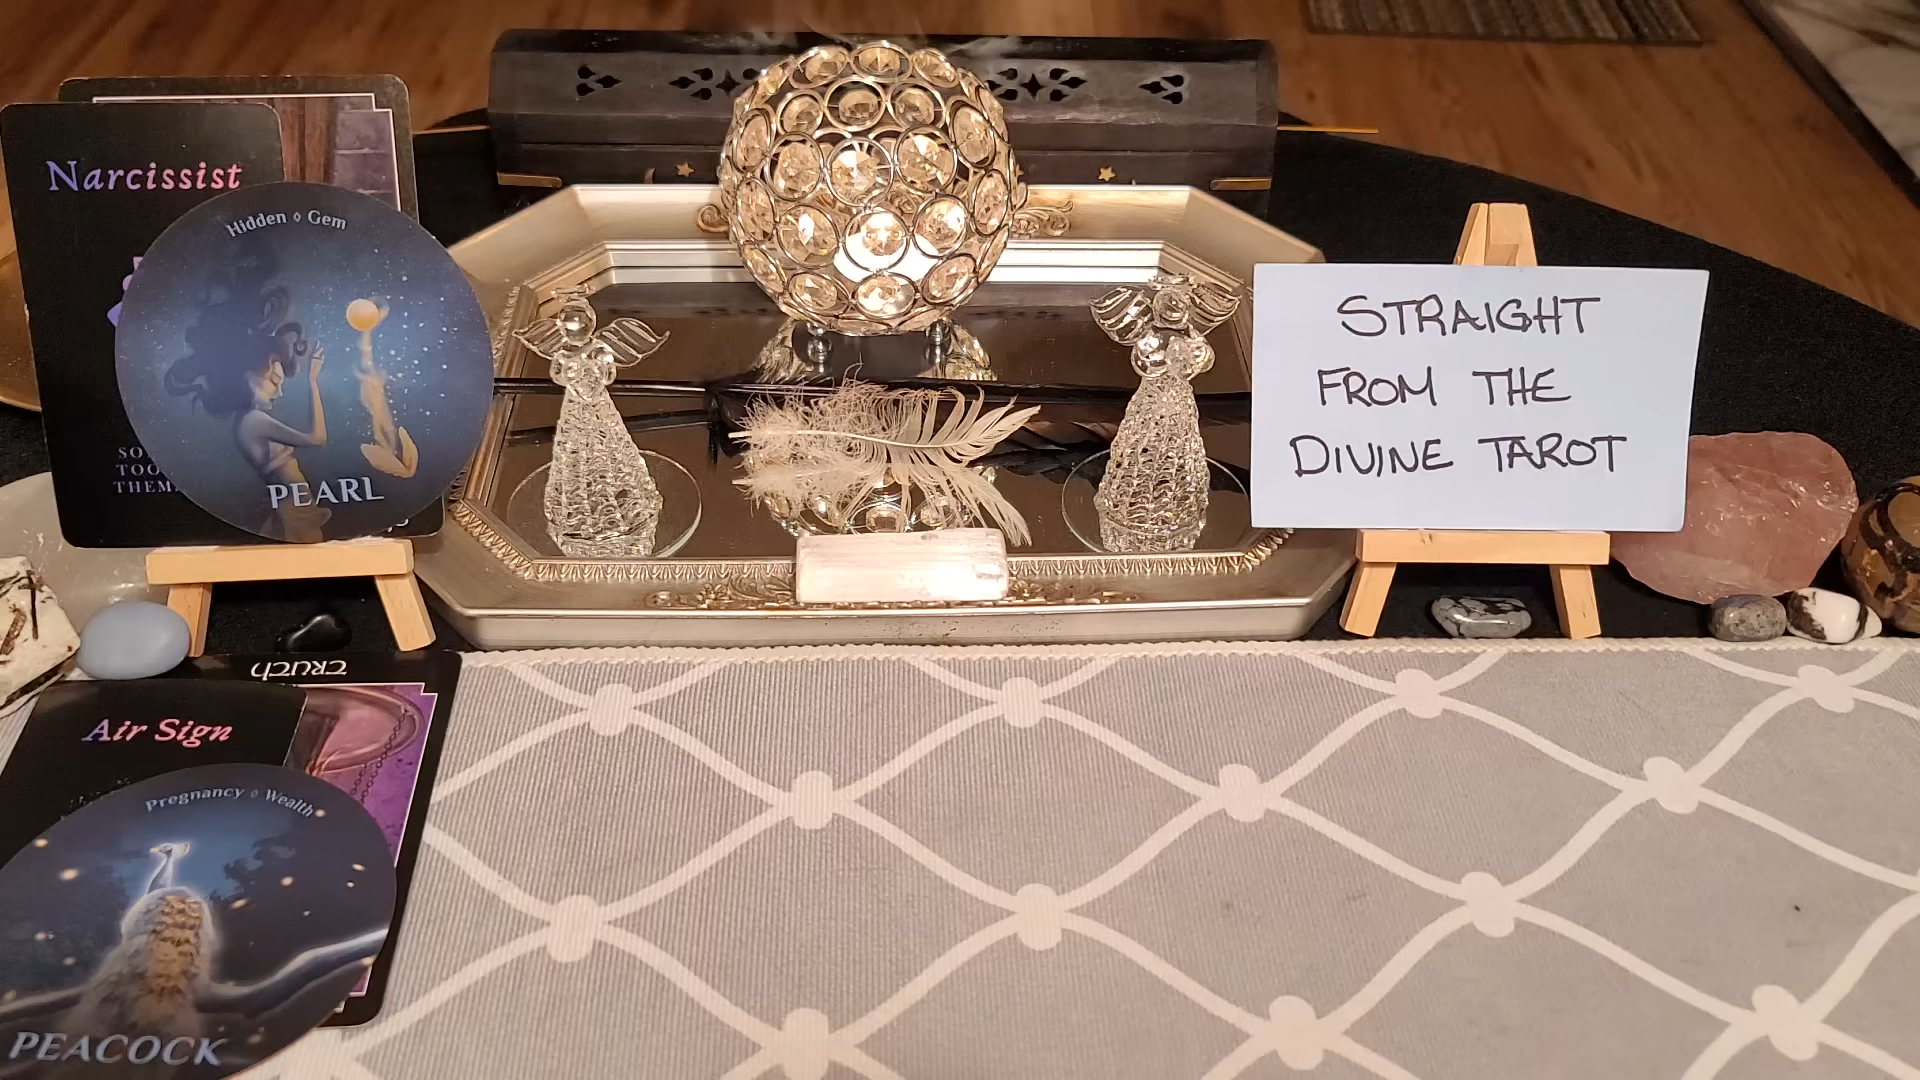 Narcissist
Hidden ◊ Gem
PEARL
TRUTH
Air Sign
Pregnancy ◊ Wealth
PEACOCK
STRAIGHT
FROM THE
DIVINE TAROT